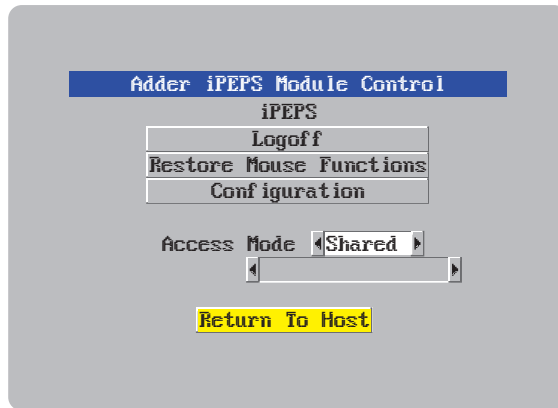 Adder iPEPS Module Control
iPEPS
Logoff
Restore Mouse Functions
Configuration
Access Mode Shared
Return To Host